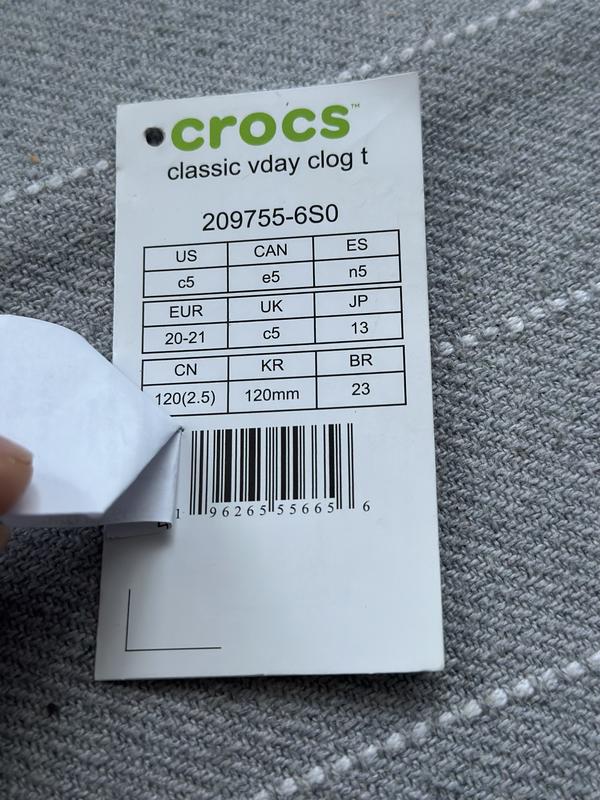 crocs™
classic vday clog t
209755-6S0
US CAN ES
c5 e5 n5
EUR UK JP
20-21 c5 13
CN KR BR
120(2.5) 120mm 23
1 96265 55665 6